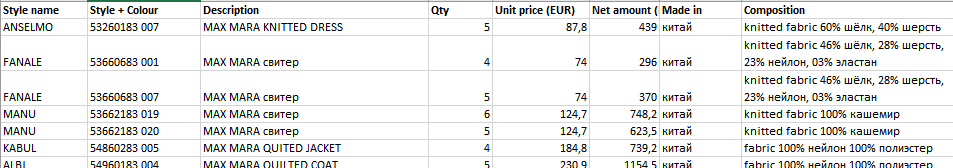 Style name Style + Colour Description Qty Unit price (EUR) Net amount ( Made in Composition
ANSELMO 53260183 007 MAX MARA KNITTED DRESS 5 87,8 439 китай knitted fabric 60% шёлк, 40% шерсть
knitted fabric 46% шёлк, 28% шерсть,
FANALE 53660683 001 MAX MARA свитер 4 74 296 китай 23% нейлон, 03% эластан
knitted fabric 46% шёлк, 28% шерсть,
FANALE 53660683 007 MAX MARA свитер 5 74 370 китай 23% нейлон, 03% эластан
MANU 53662183 019 MAX MARA свитер 6 124,7 748,2 китай knitted fabric 100% кашемир
MANU 53662183 020 MAX MARA свитер 5 124,7 623,5 китай knitted fabric 100% кашемир
KABUL 54860283 005 MAX MARA QUITED JACKET 4 184,8 739,2 китай fabric 100% нейлон 100% полиэстер
ALBI 54960183 004 MAX MARA QUILTED COAT 5 230,9 1154,5 китай fabric 100% нейлон 100% полиэстер